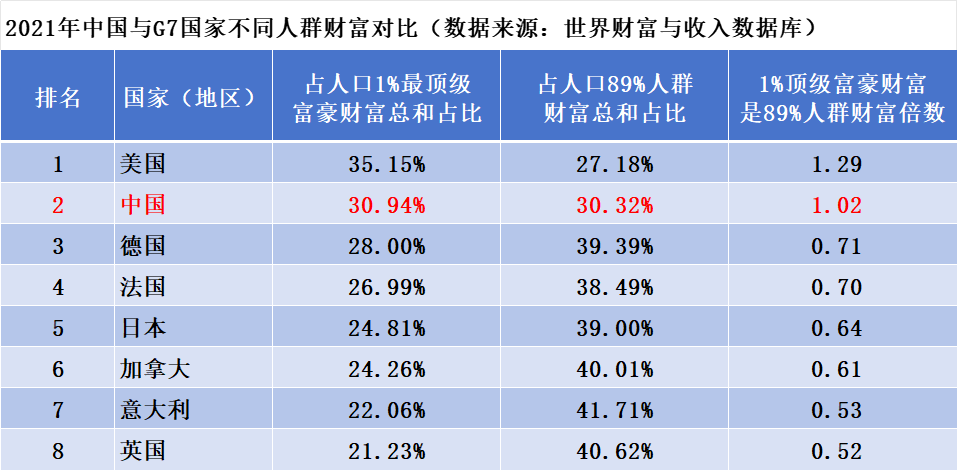 2021年中国与G7国家不同人群财富对比（数据来源：世界财富与收入数据库）
排名 国家（地区） 占人口1%最顶级富豪财富总和占比 占人口89%人群财富总和占比 1%顶级富豪财富是89%人群财富倍数
1 美国 35.15% 27.18% 1.29
2 中国 30.94% 30.32% 1.02
3 德国 28.00% 39.39% 0.71
4 法国 26.99% 38.49% 0.70
5 日本 24.81% 39.00% 0.64
6 加拿大 24.26% 40.01% 0.61
7 意大利 22.06% 41.71% 0.53
8 英国 21.23% 40.62% 0.52